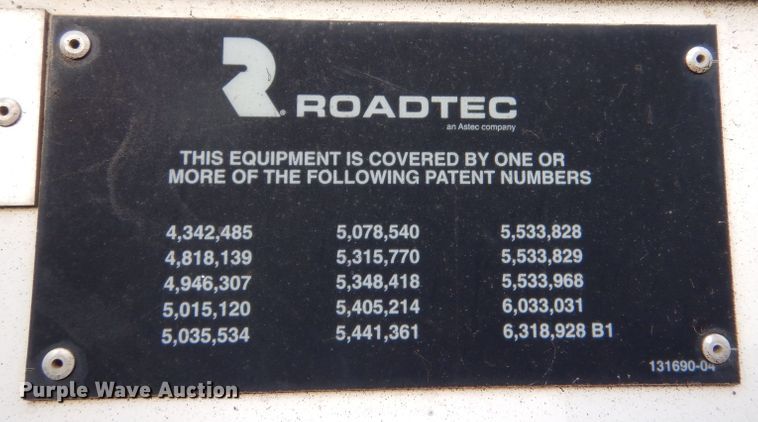 R® ROADTEC
an Astec company
THIS EQUIPMENT IS COVERED BY ONE OR
MORE OF THE FOLLOWING PATENT NUMBERS
4,342,485 5,078,540 5,533,828
4,818,139 5,315,770 5,533,829
4,946,307 5,348,418 5,533,968
5,015,120 5,405,214 6,033,031
5,035,534 5,441,361 6,318,928 B1
131690-04
Purple Wave Auction